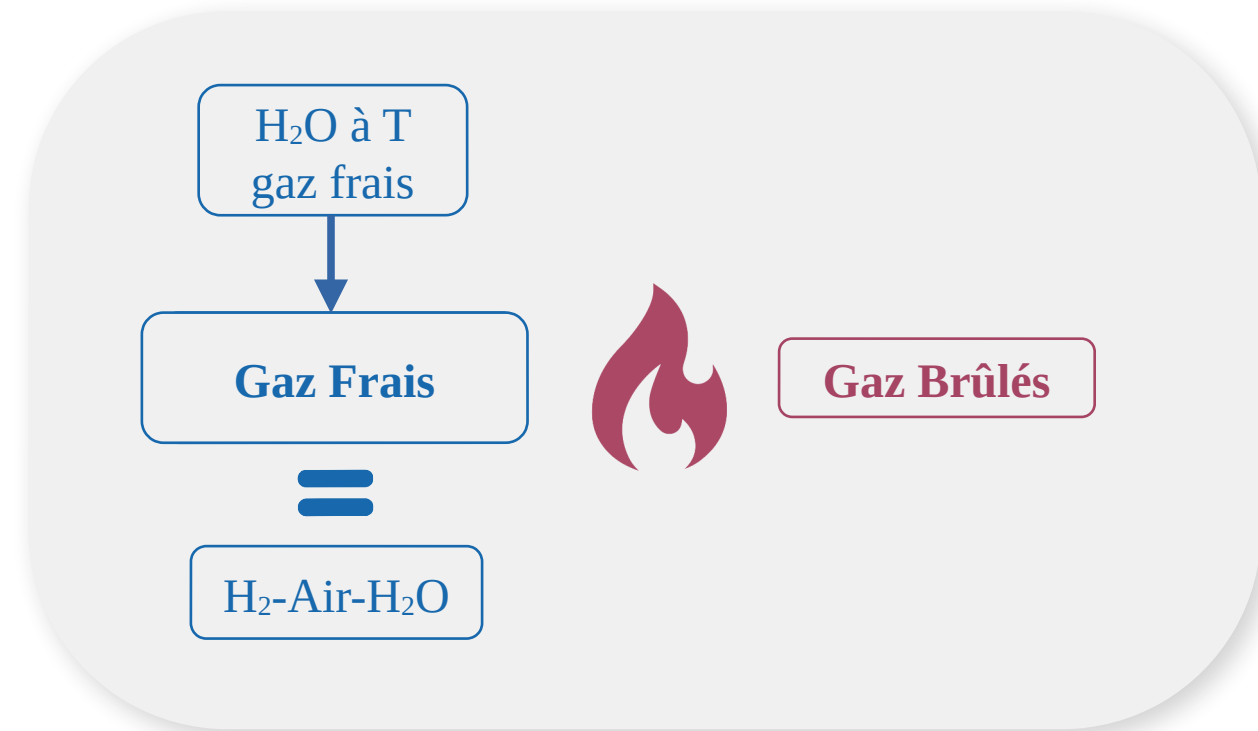 H₂O à T
gaz frais
Gaz Frais
Gaz Brûlés
H₂-Air-H₂O